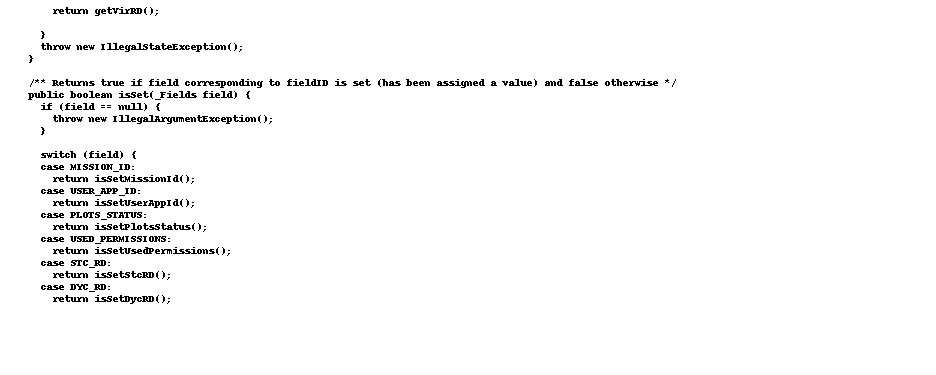 return getVirRD();

}
throw new IllegalStateException();
}

/** Returns true if field corresponding to fieldID is set (has been assigned a value) and false otherwise */
public boolean isSet(_Fields field) {
if (field == null) {
throw new IllegalArgumentException();
}

switch (field) {
case MISSION_ID:
return isSetMissionId();
case USER_APP_ID:
return isSetUserAppId();
case PLOTS_STATUS:
return isSetPlotsStatus();
case USED_PERMISSIONS:
return isSetUsedPermissions();
case STC_RD:
return isSetStcRD();
case DYC_RD:
return isSetDycRD();